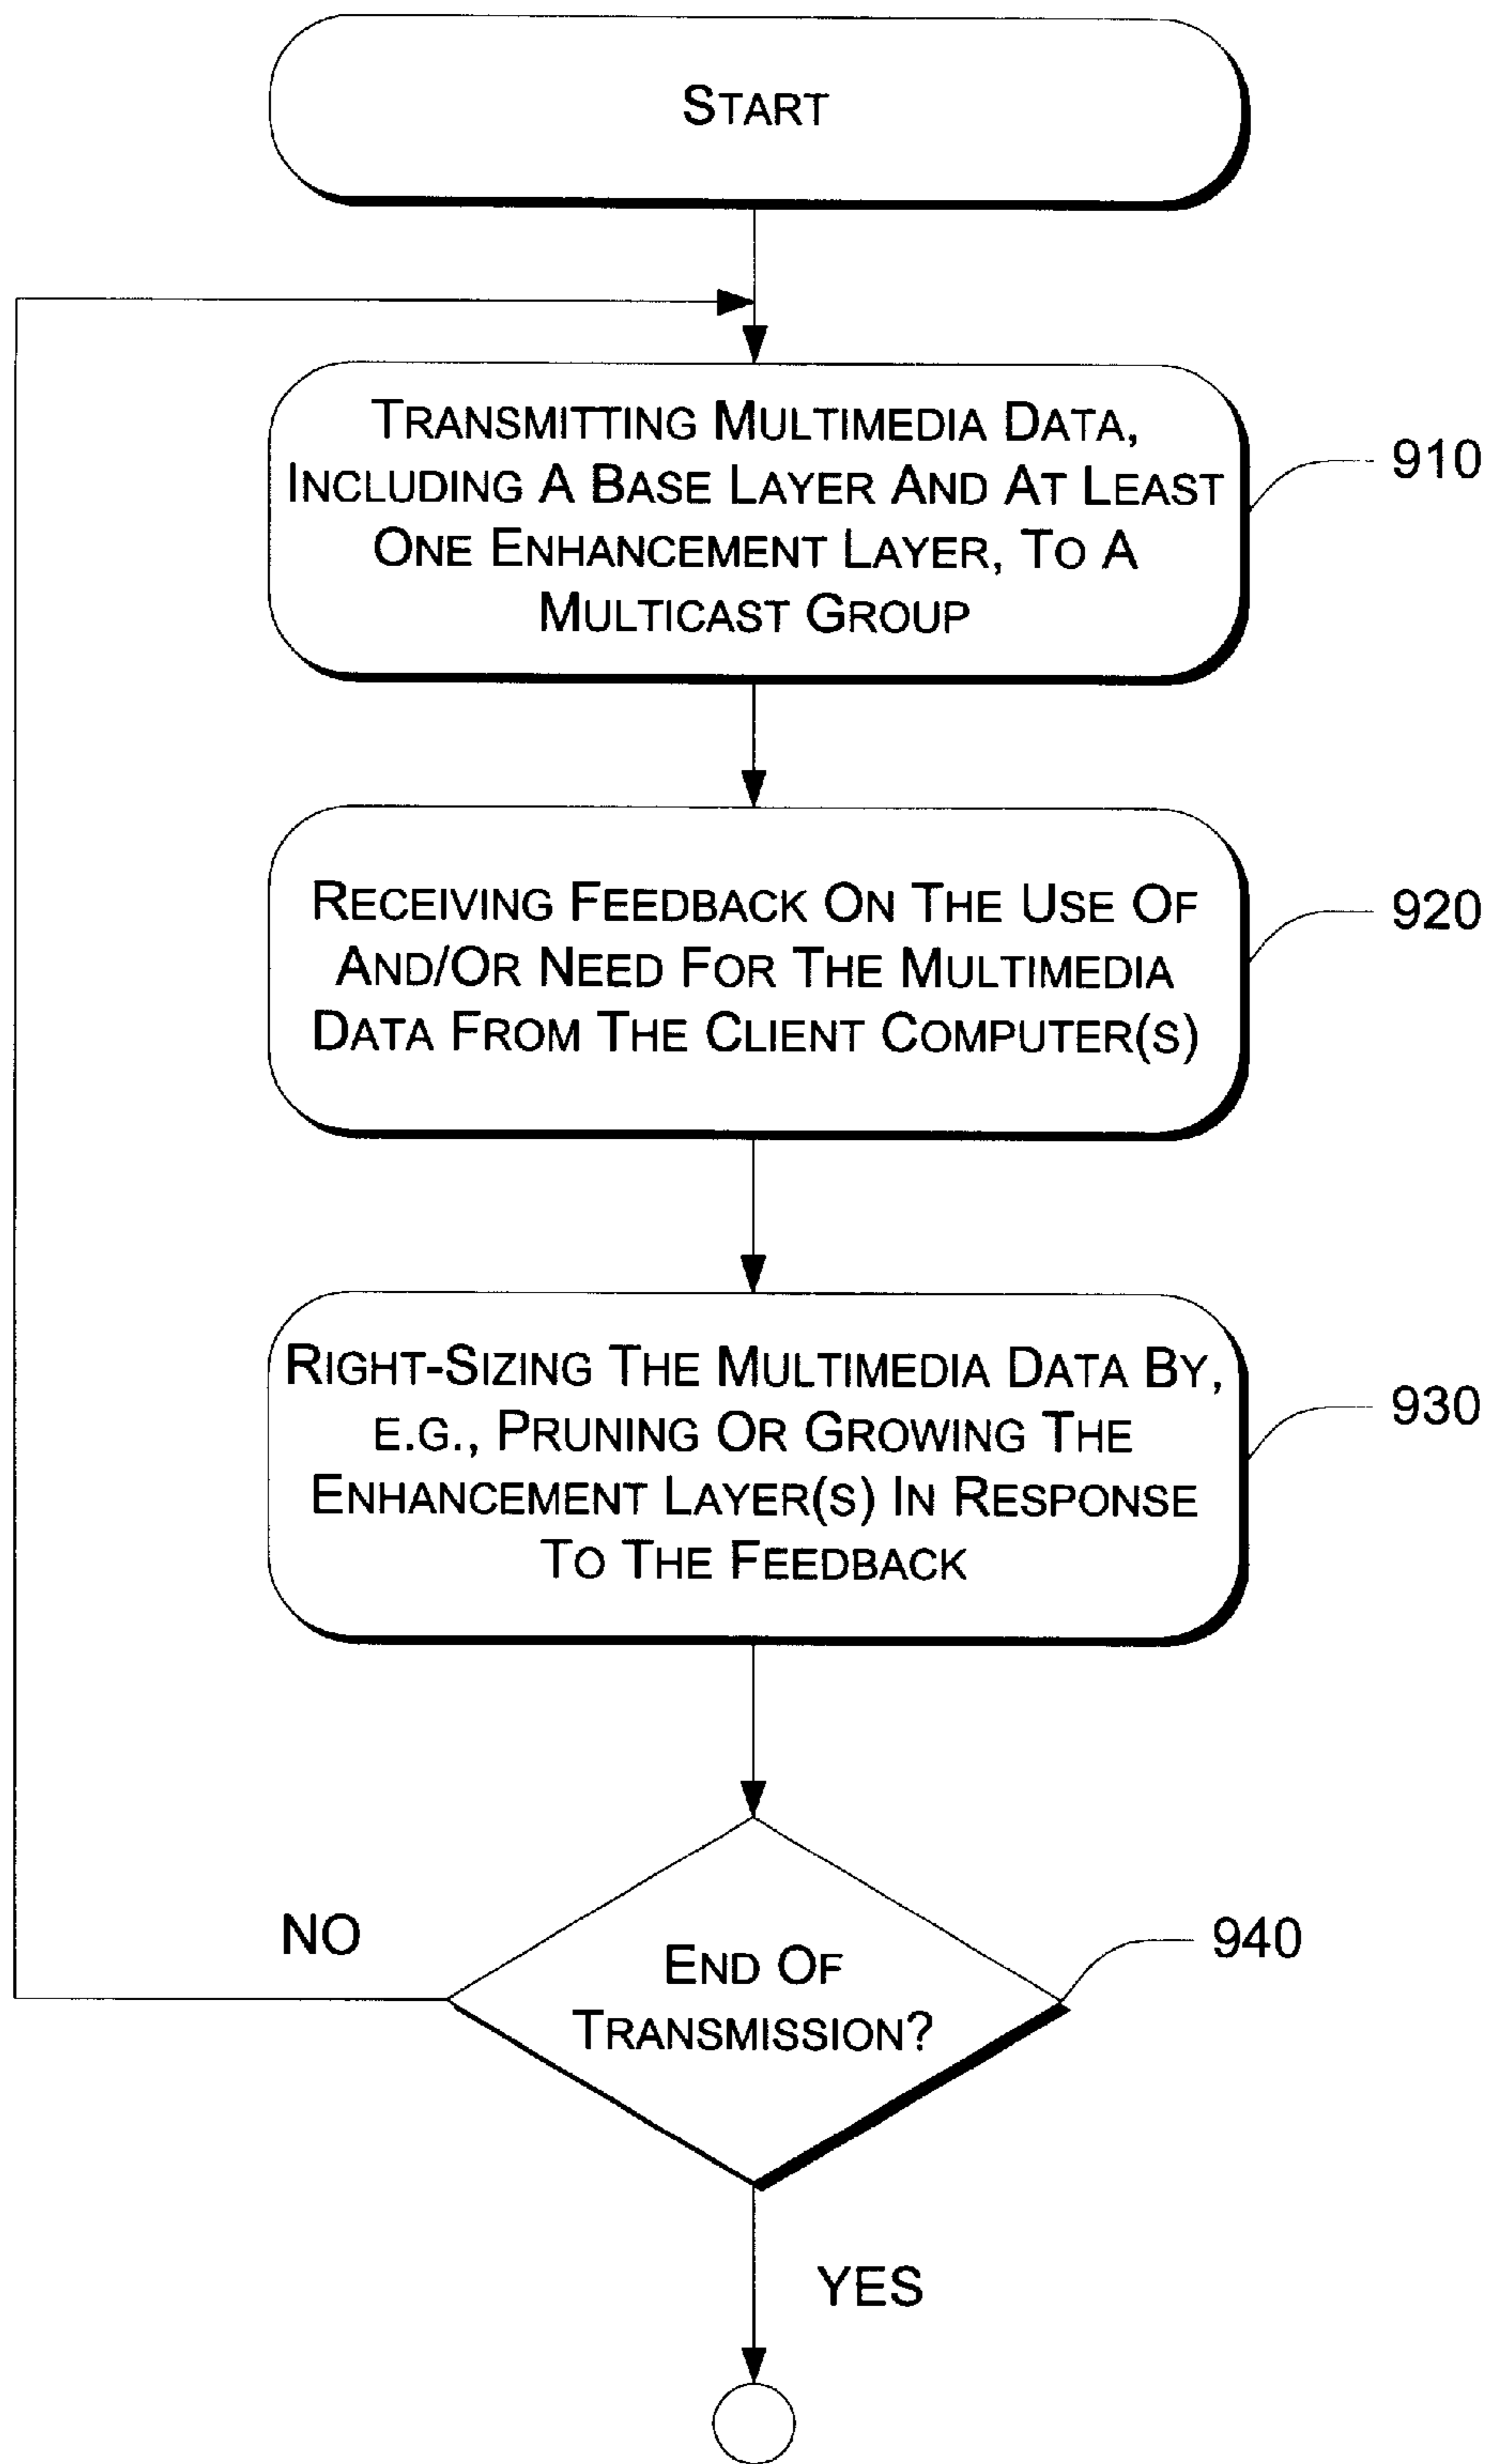 START
TRANSMITTING MULTIMEDIA DATA,
INCLUDING A BASE LAYER AND AT LEAST
ONE ENHANCEMENT LAYER, TO A
MULTICAST GROUP
910
RECEIVING FEEDBACK ON THE USE OF
AND/OR NEED FOR THE MULTIMEDIA
DATA FROM THE CLIENT COMPUTER(S)
920
RIGHT-SIZING THE MULTIMEDIA DATA BY,
E.G., PRUNING OR GROWING THE
ENHANCEMENT LAYER(S) IN RESPONSE
TO THE FEEDBACK
930
NO
END OF
TRANSMISSION?
940
YES